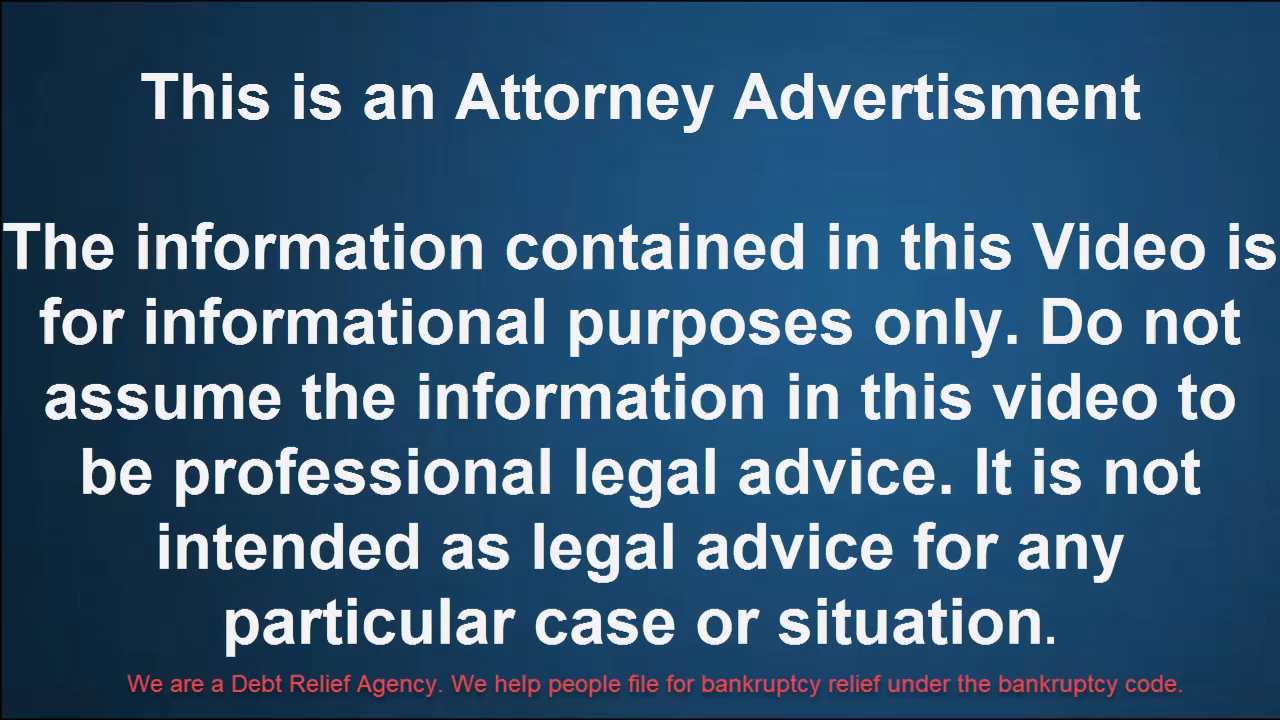 This is an Attorney Advertisment
The information contained in this Video is
for informational purposes only. Do not
assume the information in this video to
be professional legal advice. It is not
intended as legal advice for any
particular case or situation.
We are a Debt Relief Agency. We help people file for bankruptcy relief under the bankruptcy code.